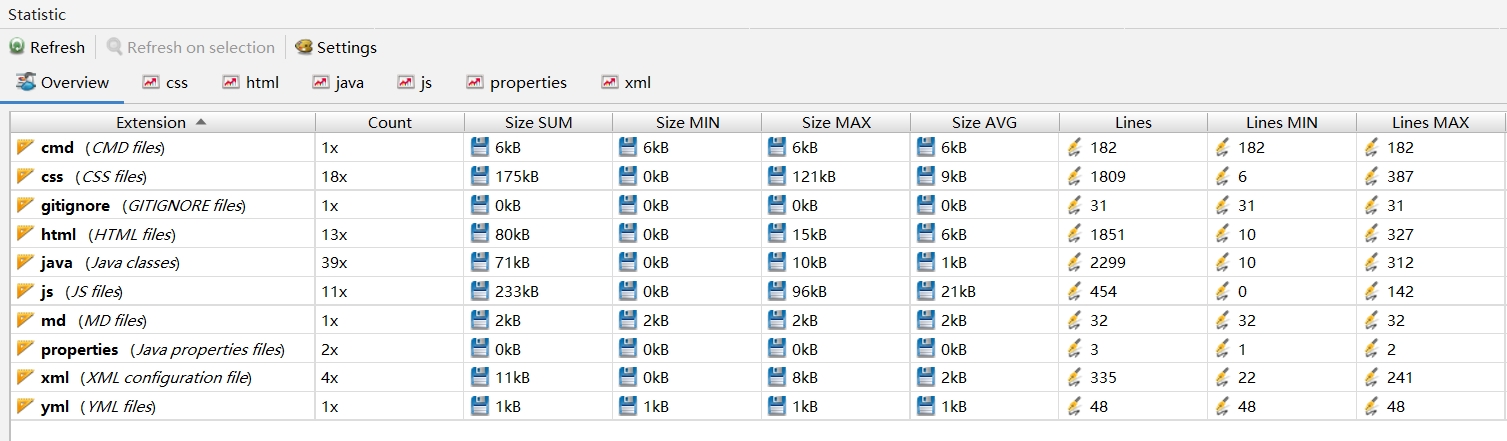 Statistic
Refresh Refresh on selection Settings
Overview css html java js properties xml
Extension Count Size SUM Size MIN Size MAX Size AVG Lines Lines MIN Lines MAX
cmd (CMD files) 1x 6kB 6kB 6kB 6kB 182 182 182
css (CSS files) 18x 175kB 0kB 121kB 9kB 1809 6 387
gitignore (GITIGNORE files) 1x 0kB 0kB 0kB 0kB 31 31 31
html (HTML files) 13x 80kB 0kB 15kB 6kB 1851 10 327
java (Java classes) 39x 71kB 0kB 10kB 1kB 2299 10 312
js (JS files) 11x 233kB 0kB 96kB 21kB 454 0 142
md (MD files) 1x 2kB 2kB 2kB 2kB 32 32 32
properties (Java properties files) 2x 0kB 0kB 0kB 0kB 3 1 2
xml (XML configuration file) 4x 11kB 0kB 8kB 2kB 335 22 241
yml (YML files) 1x 1kB 1kB 1kB 1kB 48 48 48